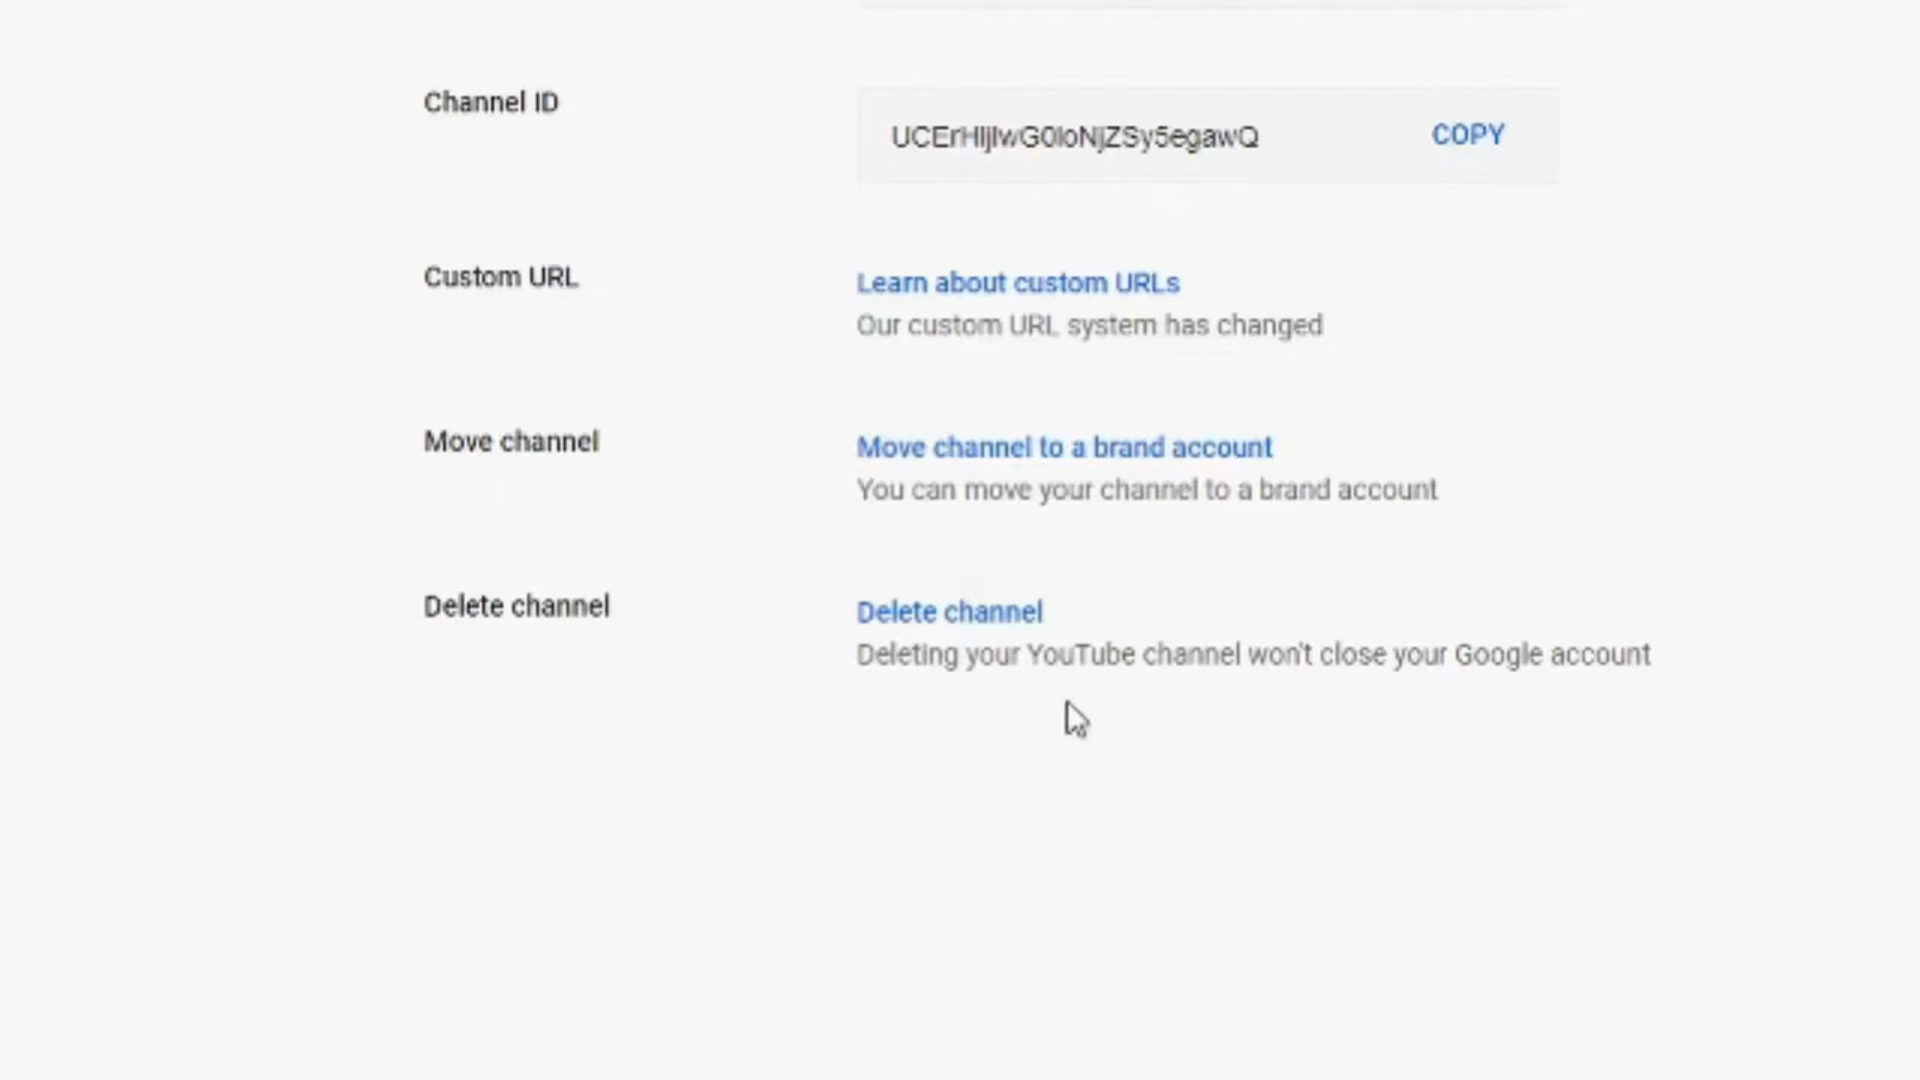 Channel ID
COPY
Custom URL
Learn about custom URLs
Our custom URL system has changed
Move channel
Move channel to a brand account
You can move your channel to a brand account
Delete channel
Delete channel
Deleting your YouTube channel won't close your Google account